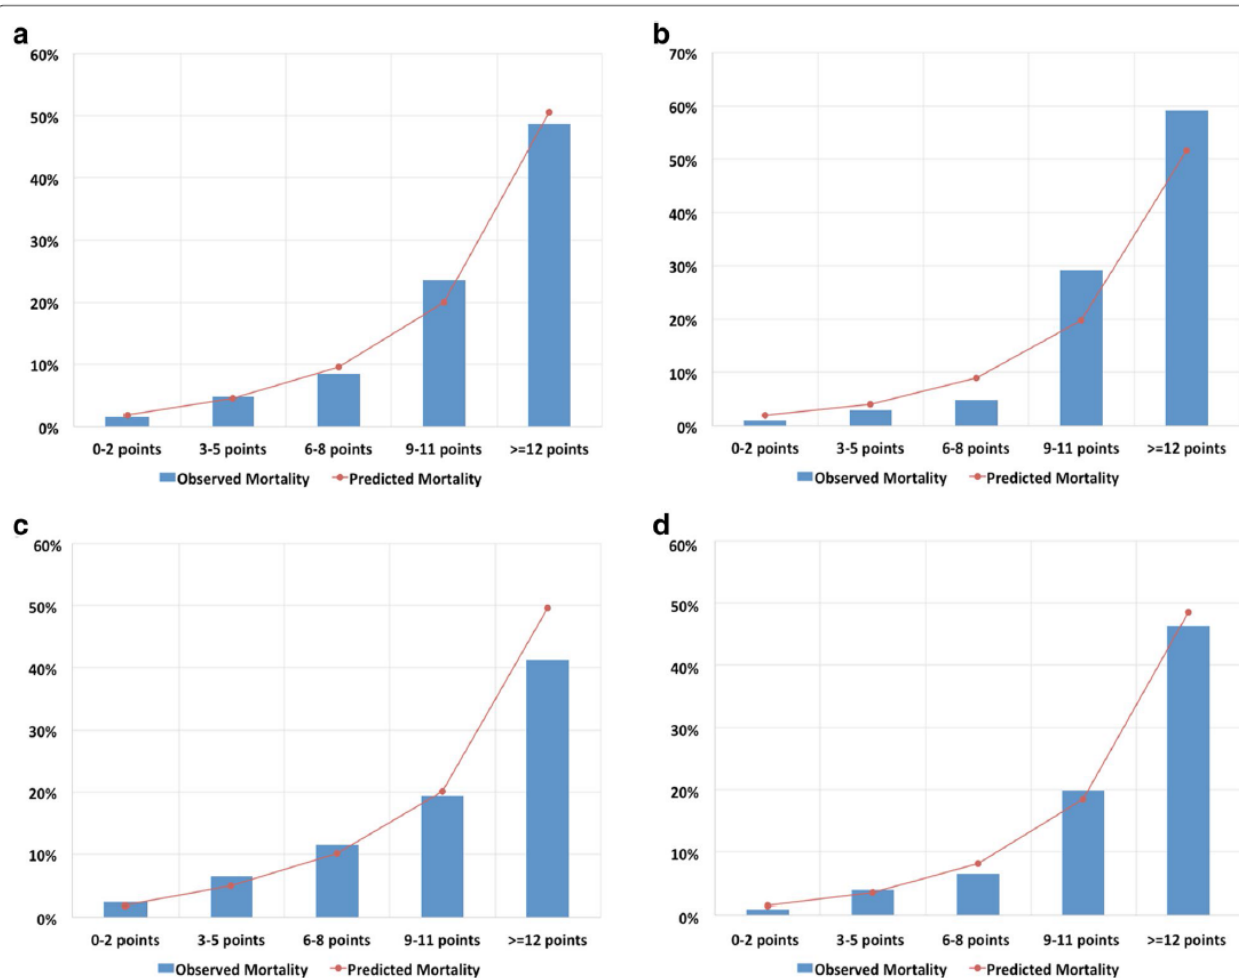 a
60%
50%
40%
30%
20%
10%
0%
0-2 points 3-5 points 6-8 points 9-11 points >=12 points
Observed Mortality Predicted Mortality
b
70%
60%
50%
40%
30%
20%
10%
0%
0-2 points 3-5 points 6-8 points 9-11 points >=12 points
Observed Mortality Predicted Mortality
c
60%
50%
40%
30%
20%
10%
0%
0-2 points 3-5 points 6-8 points 9-11 points >=12 points
Observed Mortality Predicted Mortality
d
60%
50%
40%
30%
20%
10%
0%
0-2 points 3-5 points 6-8 points 9-11 points >=12 points
Observed Mortality Predicted Mortality